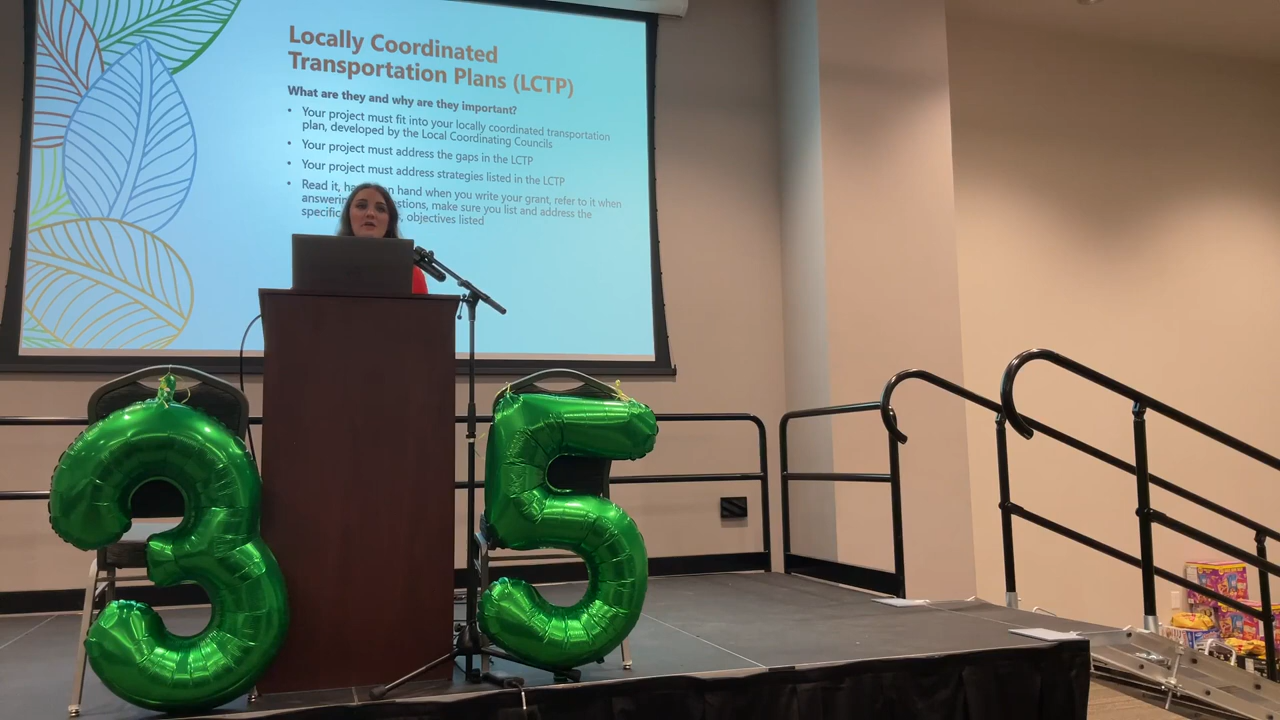 Locally Coordinated
Transportation Plans (LCTP)
What are they and why are they important?
• Your project must fit into your locally coordinated transportation
plan, developed by the Local Coordinating Councils
• Your project must address the gaps in the LCTP
• Your project must address strategies listed in the LCTP
• Read it, on hand when you write your grant, refer to it when
make sure you list and address the
objectives listed
35